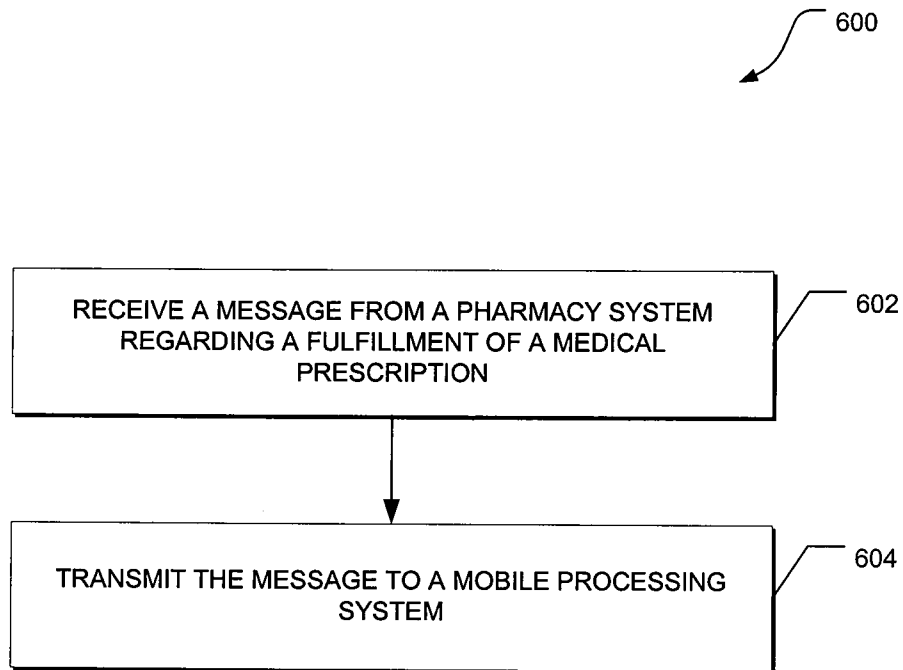 600
RECEIVE A MESSAGE FROM A PHARMACY SYSTEM
REGARDING A FULFILLMENT OF A MEDICAL
PRESCRIPTION
602
TRANSMIT THE MESSAGE TO A MOBILE PROCESSING
SYSTEM
604